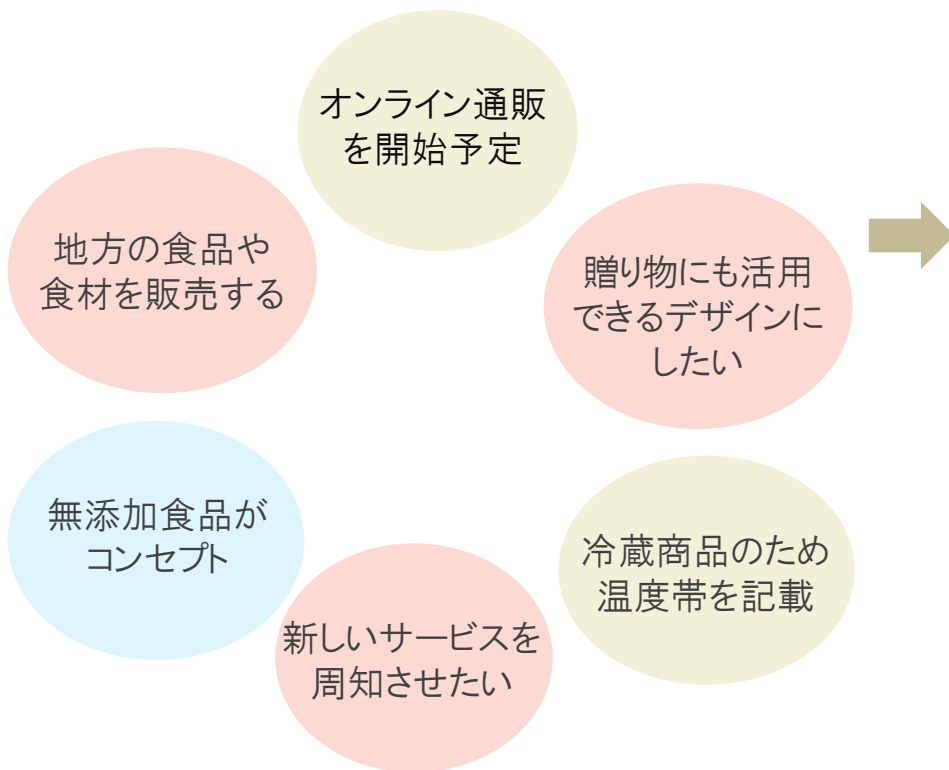 オンライン通販
を開始予定
地方の食品や
食材を販売する
贈り物にも活用
できるデザインに
したい
無添加食品が
コンセプト
冷蔵商品のため
温度帯を記載
新しいサービスを
周知させたい